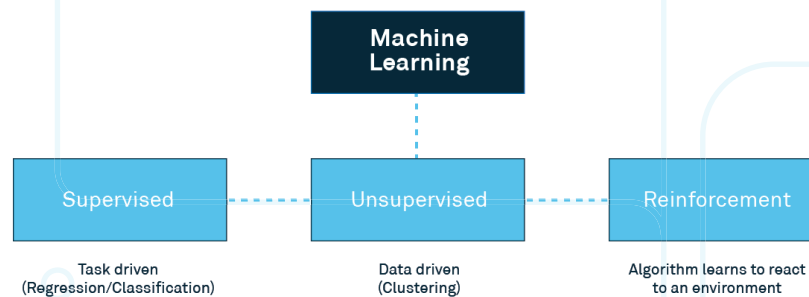 Machine
Learning
Supervised
Unsupervised
Reinforcement
Task driven
(Regression/Classification)
Data driven
(Clustering)
Algorithm learns to react
to an environment